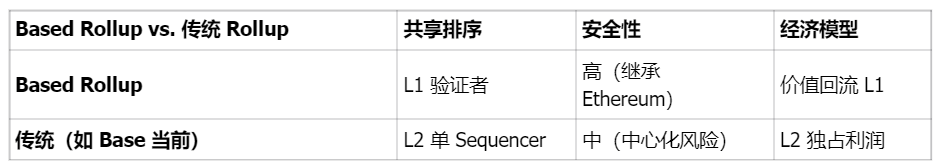 Based Rollup vs. 传统 Rollup 共享排序 安全性 经济模型
Based Rollup L1 验证者 高（继承 Ethereum） 价值回流 L1
传统（如 Base 当前） L2 单 Sequencer 中（中心化风险） L2 独占利润